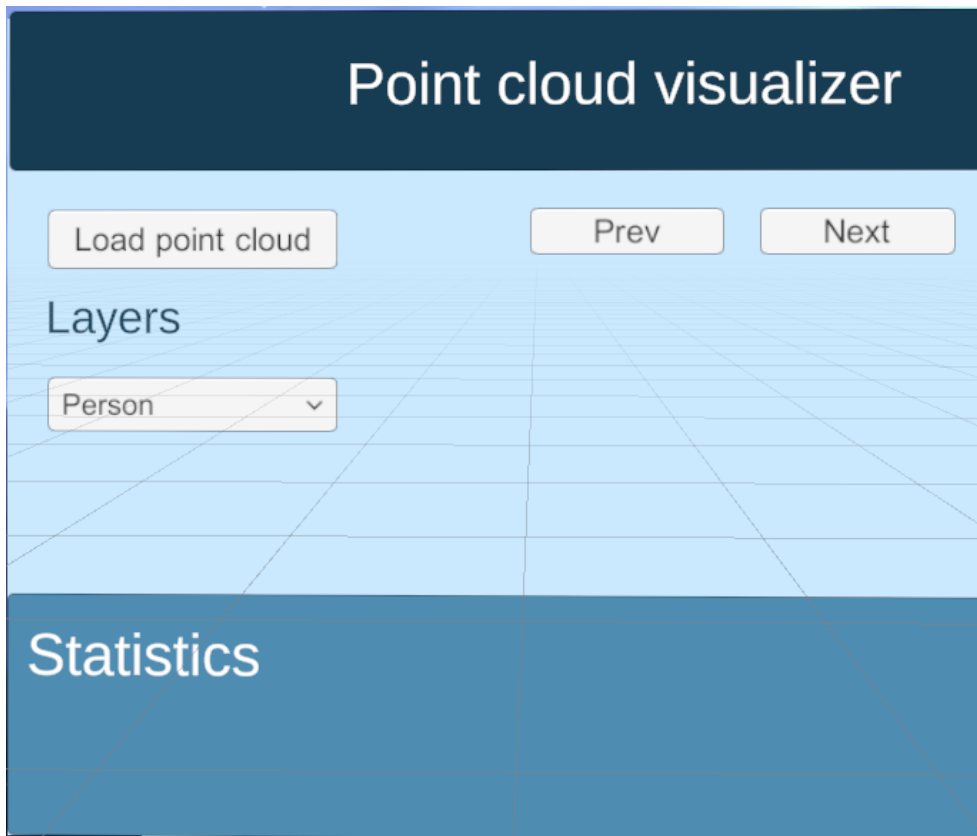 Point cloud visualizer
Load point cloud
Prev
Next
Layers
Person
Statistics